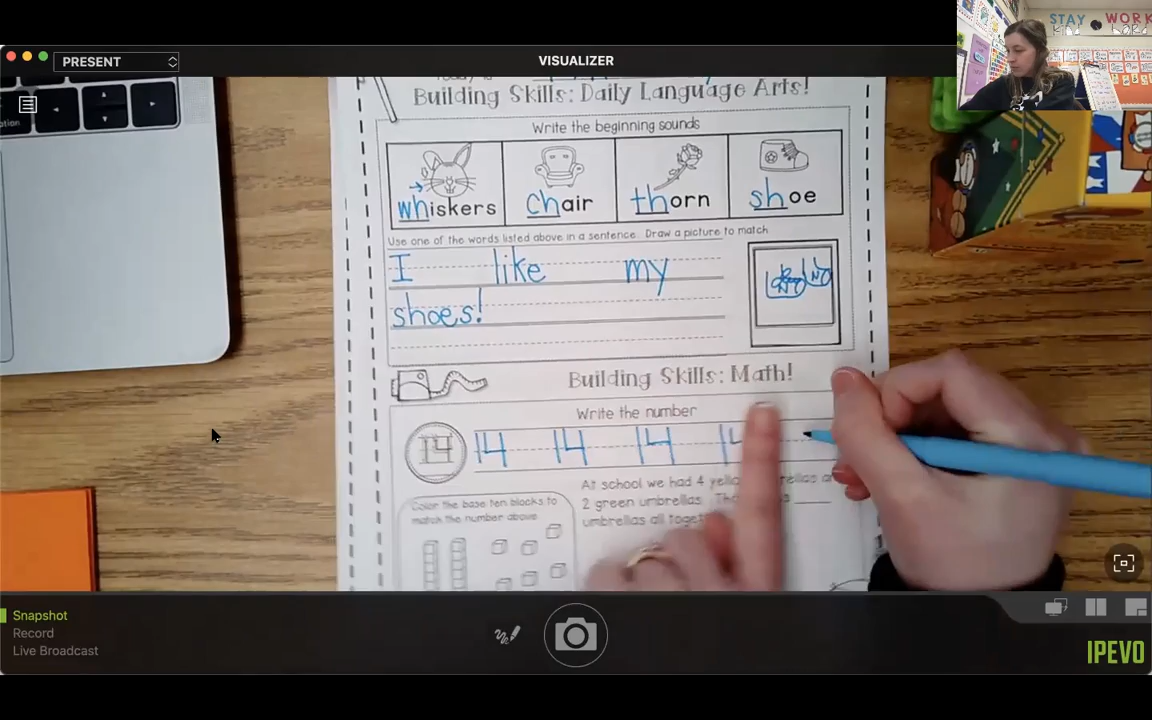 PRESENT
VISUALIZER
STAY WORK
Building Skills: Daily Language Arts!
Write the beginning sounds
whiskers chair thorn shoe
Use one of the words listed above in a sentence. Draw a picture to match
I like my
shoes!
Building Skills: Math!
Write the number
14 14 14 14 14
At school we had 4
Color the base ten blocks to
match the number above
2 green umbrellas.
umbrellas all
Snapshot
Record
Live Broadcast
IPEVO